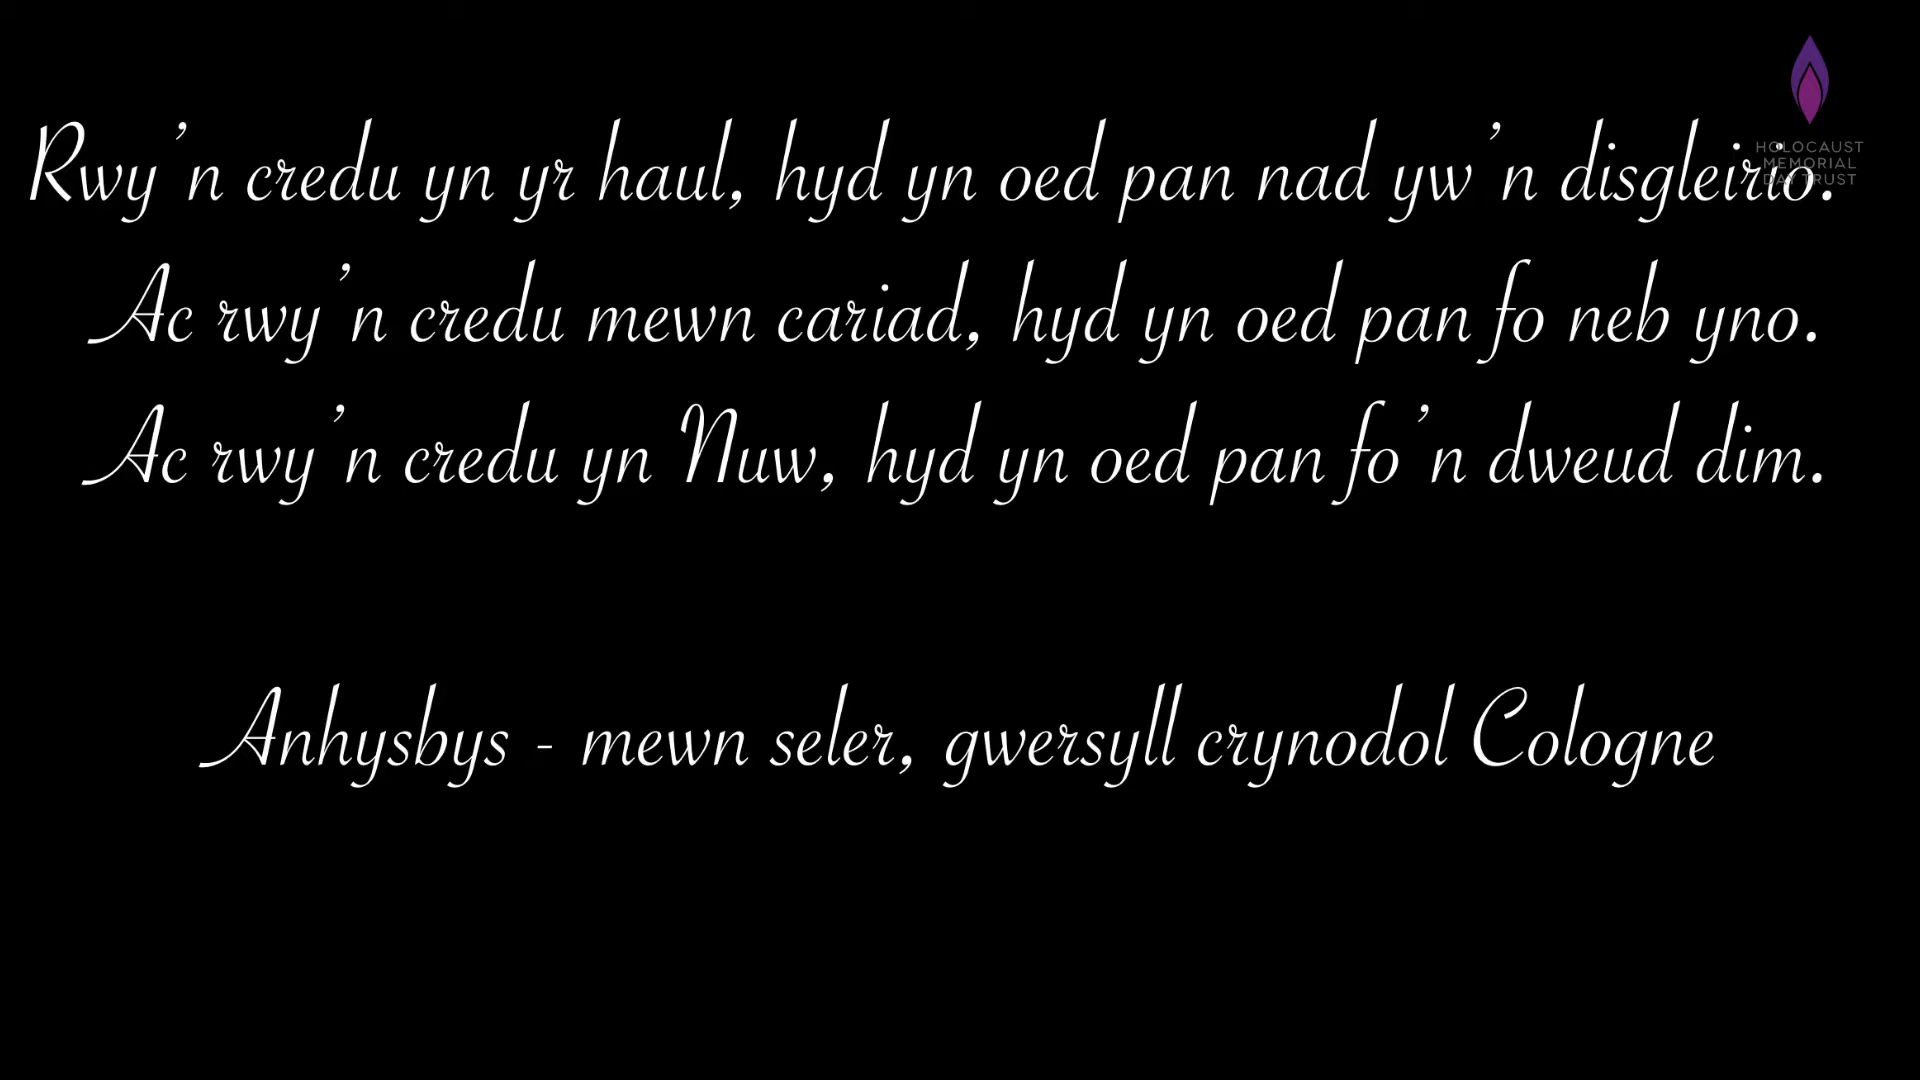 Rwy'n credu yn yr haul, hyd yn oed pan nad yw'n disgleirio.
Ac rwy'n credu mewn cariad, hyd yn oed pan fo neb yno.
Ac rwy'n credu yn Nuw, hyd yn oed pan fo'n dweud dim.
Anhysbys - mewn seler, gwersyll crynodol Cologne
HOLOCAUST
MEMORIAL
DAY TRUST